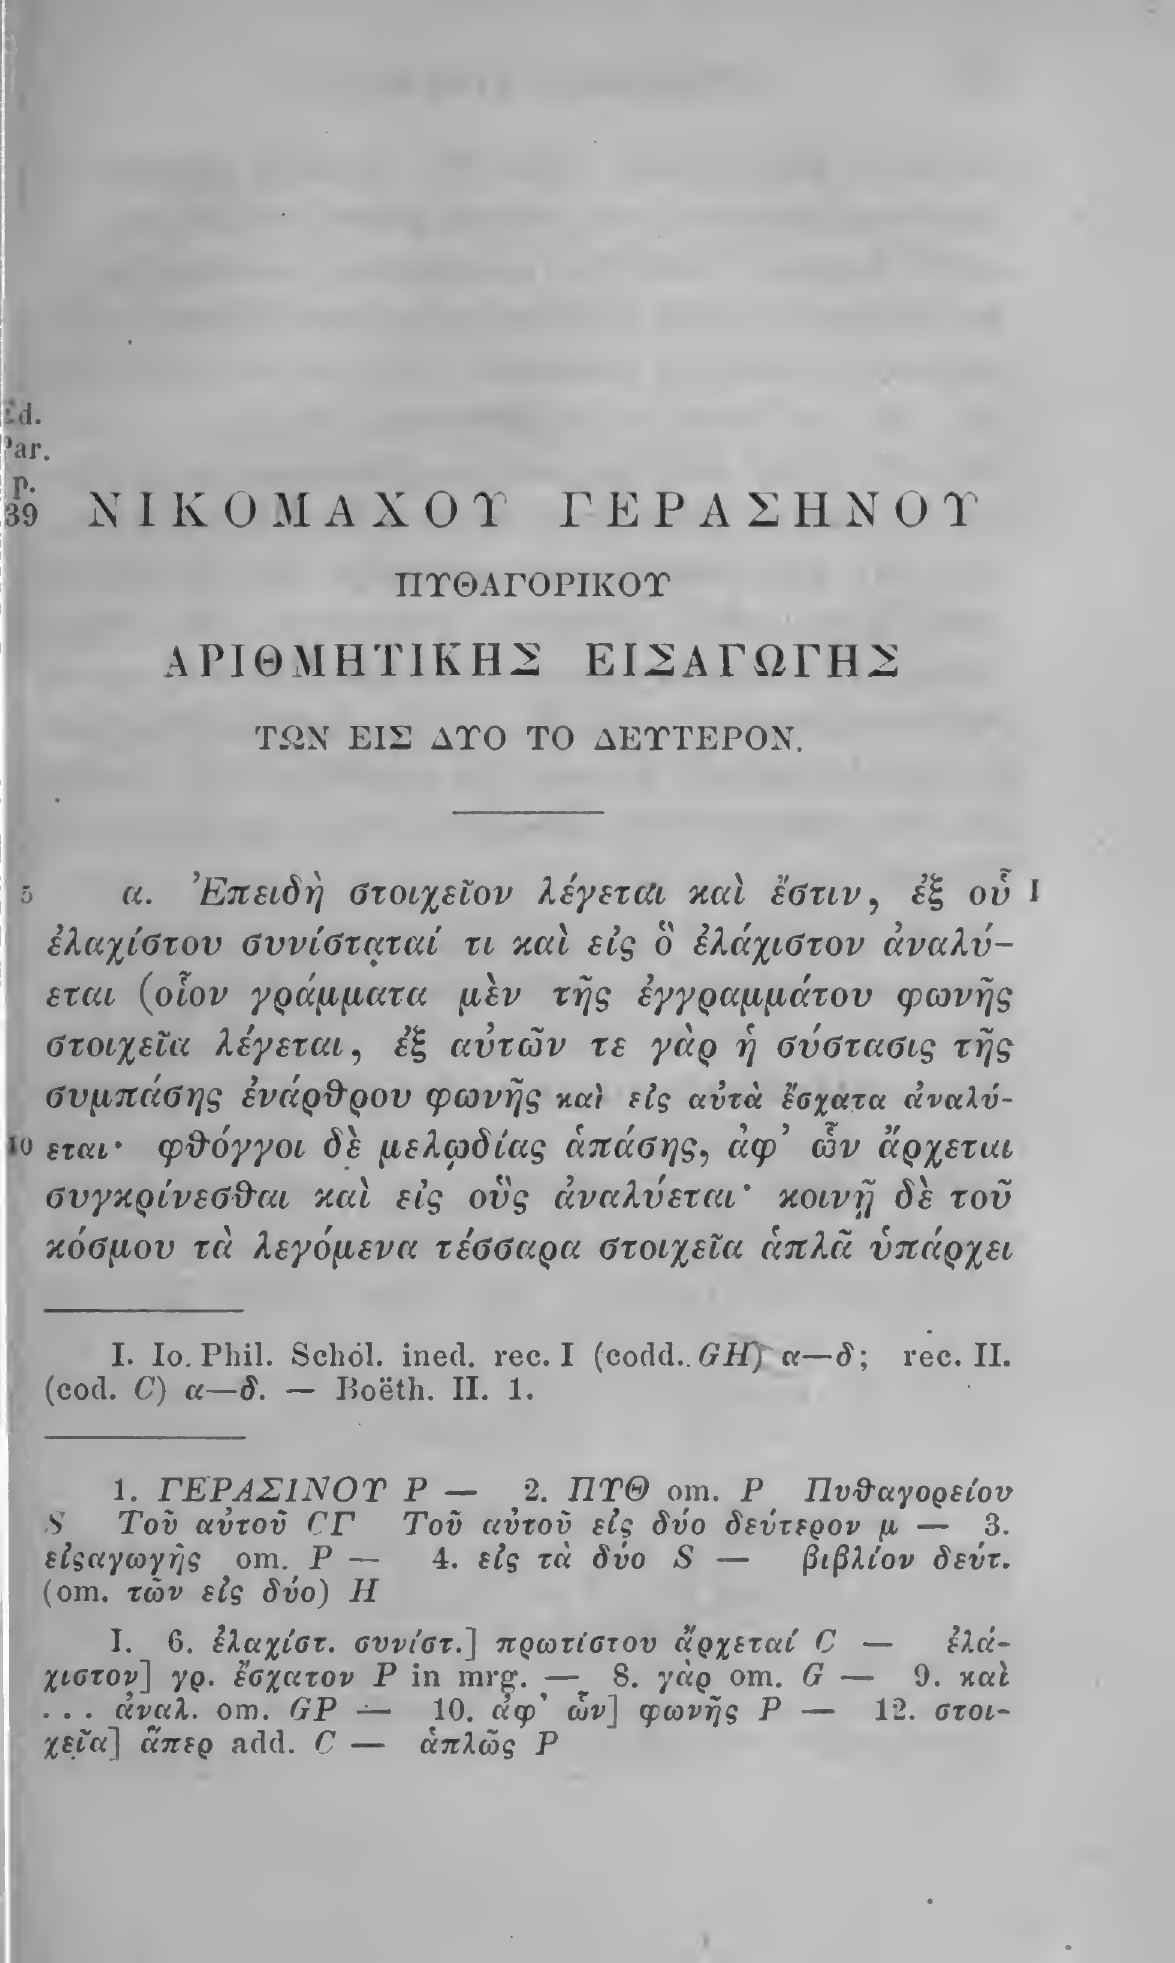 Ed.
Par.
p.
39
ΝΙΚΟΜΑΧΟΥ ΓΕΡΑΣΗΝΟΥ
ΠΥΘΑΓΟΡΙΚΟΥ
ΑΡΙΘΜΗΤΙΚΗΣ ΕΙΣΑΓΩΓΗΣ
ΤΩΝ ΕΙΣ ΔΥΟ ΤΟ ΔΕΥΤΕΡΟΝ.
5 α. Ἐπειδὴ στοιχεῖον λέγεται καὶ ἔστιν, ἐξ οὗ I
ἐλαχίστου συνίσταταί τι καὶ εἰς ὃ ἐλάχιστον ἀναλύ-
εται (οἷον γράμματα μὲν τῆς ἐγγραμμάτου φωνῆς
στοιχεῖα λέγεται, ἐξ αὐτῶν τε γὰρ ἡ σύστασις τῆς
συμπάσης ἐνάρθρου φωνῆς καὶ εἰς αὐτὰ ἔσχατα ἀναλύ-
10 εται· φθόγγοι δὲ μελῳδίας ἁπάσης, ἀφ’ ὧν ἄρχεται
συγκρίνεσθαι καὶ εἰς οὓς ἀναλύεται· κοινῇ δὲ τοῦ
κόσμου τὰ λεγόμενα τέσσαρα στοιχεῖα ἁπλᾶ ὑπάρχει
I. Io. Phil. Schol. ined. rec. I (codd. GH) α—δ; rec. II.
(cod. C) α—δ. — Boëth. II. 1.
1. ΓΕΡΑΣΙΝΟΥ P — 2. ΠΥΘ om. P Πυθαγορείου
S Τοῦ αὐτοῦ CΓ Τοῦ αὐτοῦ εἰς δύο δεύτερον μ — 3.
εἰςαγωγῆς om. P — 4. εἰς τὰ δύο S — βιβλίον δεύτ.
(om. τῶν εἰς δύο) H
I. 6. ἐλαχίστ. συνίστ.] πρωτίστου ἄρχεταί C — ἐλά-
χιστον] γρ. ἔσχατον P in mrg. — 8. γὰρ om. G — 9. καὶ
... ἀναλ. om. GP — 10. ἀφ’ ὧν] φωνῆς P — 12. στοι-
χεῖα] ἅπερ add. C — ἁπλῶς P